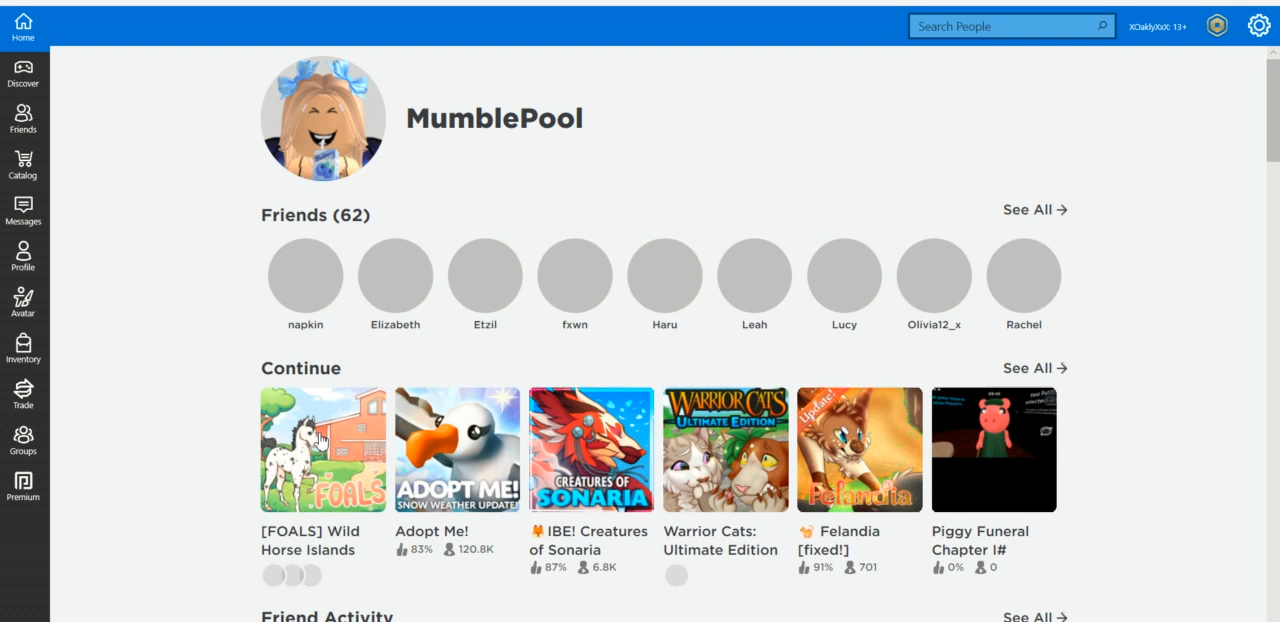 Home
Search People
XOaklyXxX: 13+
Discover
Friends
Catalog
Messages
Profile
Avatar
Inventory
Trade
Groups
Premium
MumblePool
Friends (62)
See All →
napkin
Elizabeth
Etzil
fxwn
Haru
Leah
Lucy
Olivia12_x
Rachel
Continue
See All →
FOALS
ADOPT ME!
SNOW WEATHER UPDATE!
CREATURES OF
SONARIA
WARRIOR CATS
ULTIMATE EDITION
Update!
Felandia
[FOALS] Wild
Horse Islands
Adopt Me!
83% 120.8K
IBE! Creatures
of Sonaria
87% 6.8K
Warrior Cats:
Ultimate Edition
Felandia
[fixed!]
91% 701
Piggy Funeral
Chapter I#
0% 0
Friend Activity
See All →